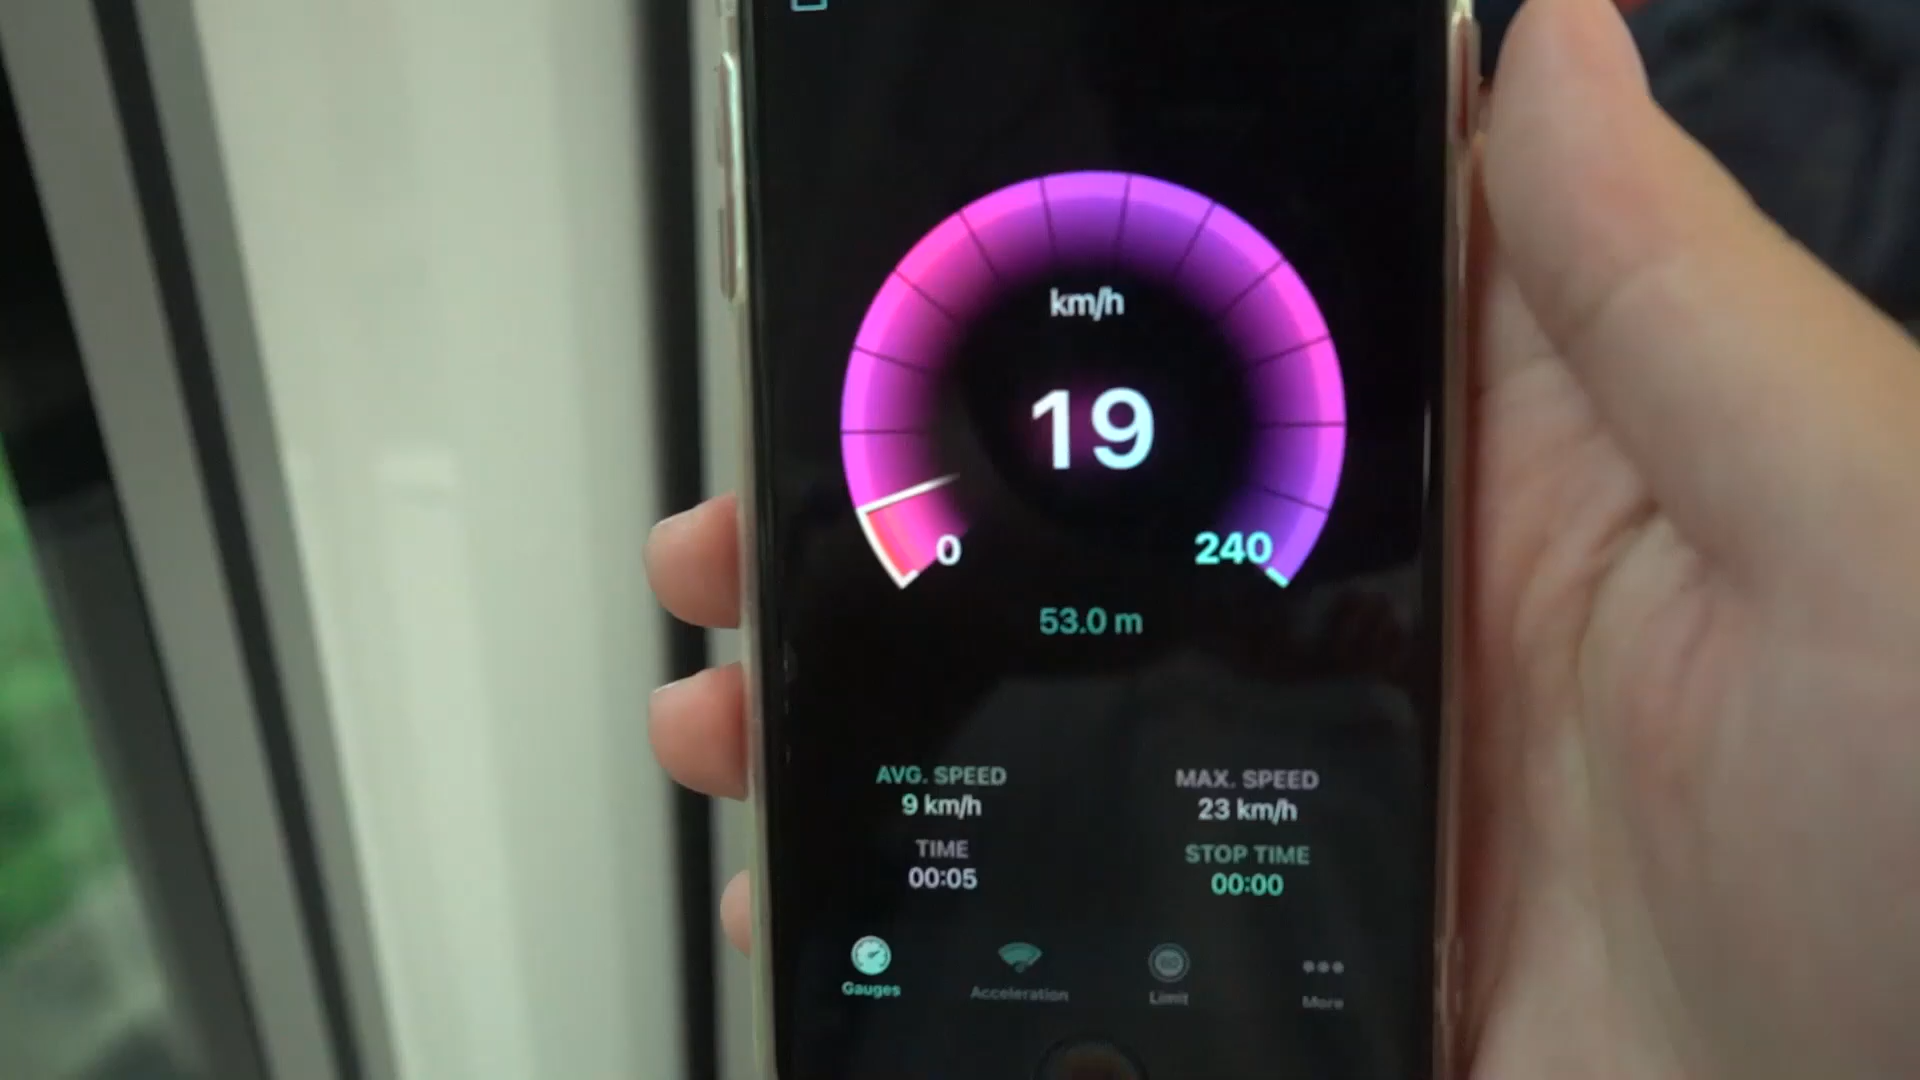 km/h
19
0
240
53.0 m
AVG. SPEED
9 km/h
MAX. SPEED
23 km/h
TIME
00:05
STOP TIME
00:00
Gauges
Acceleration
Limit
More